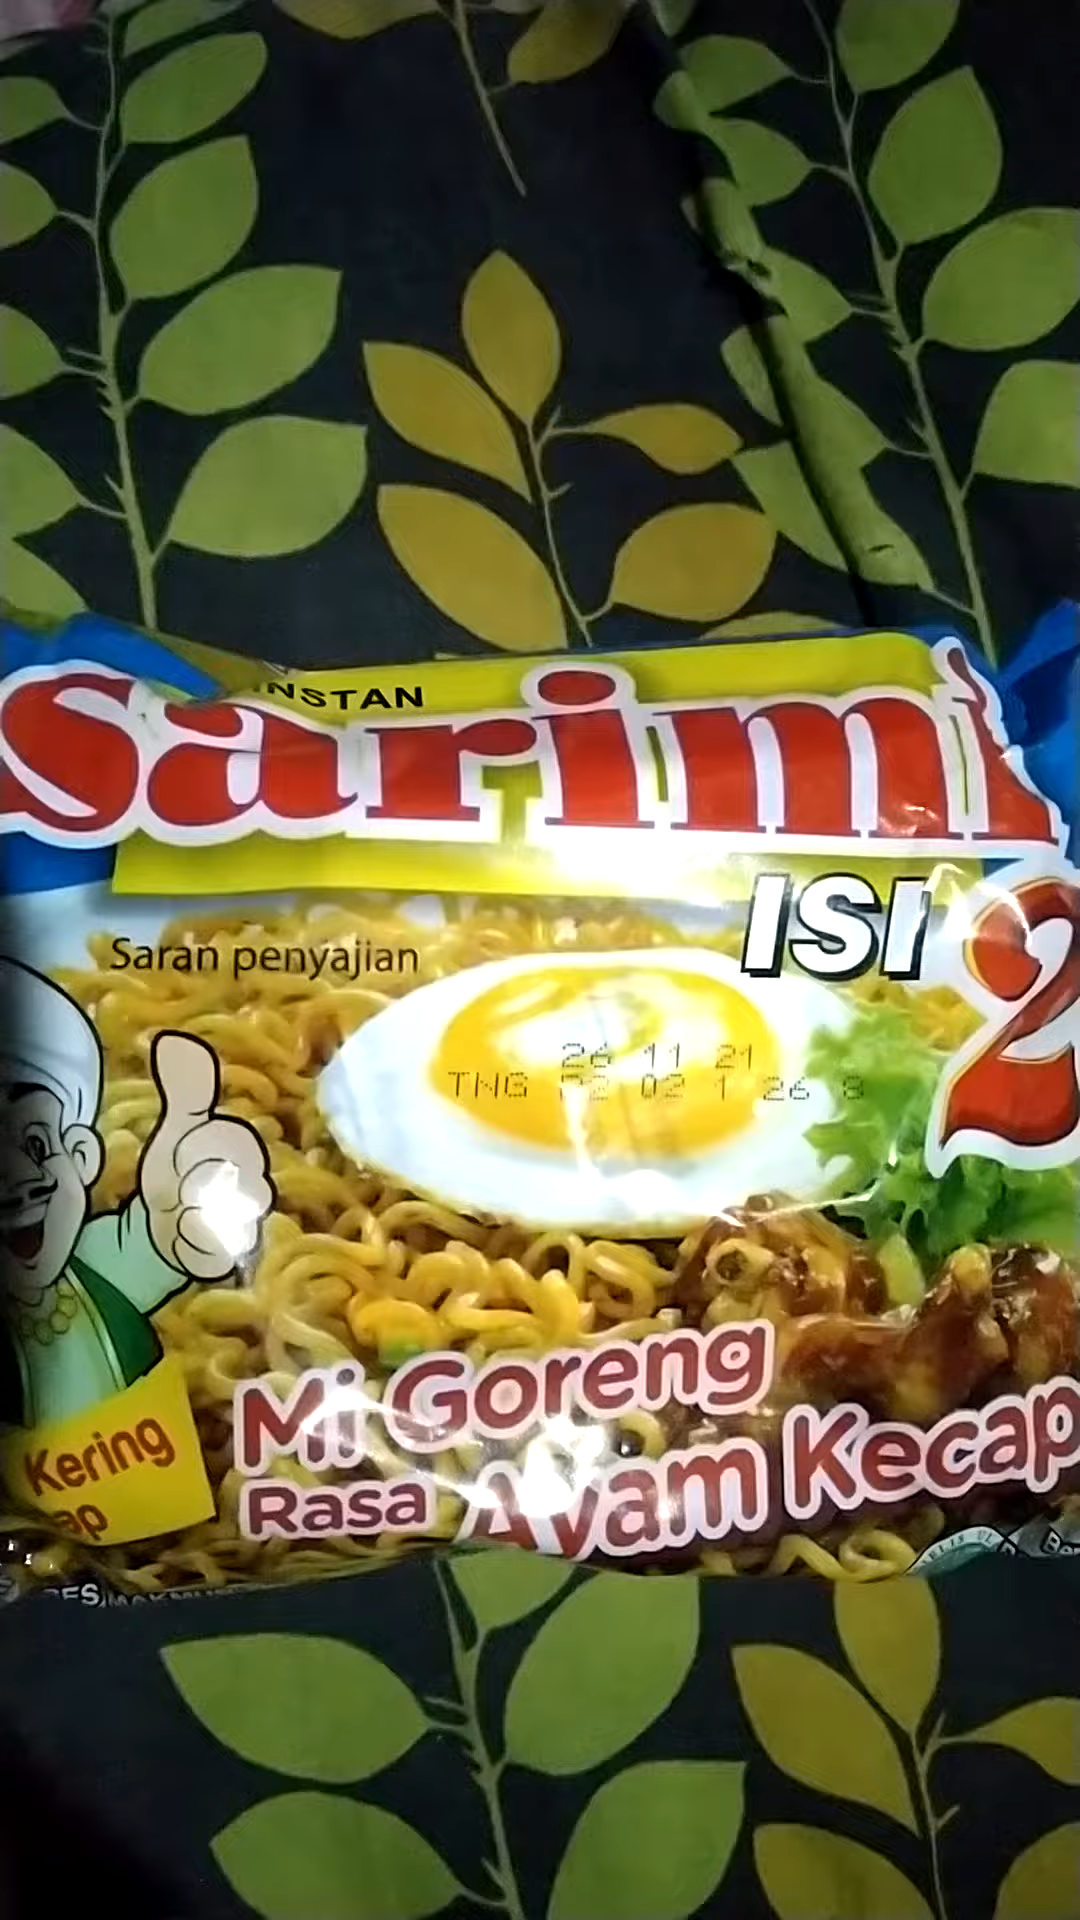 INSTAN
Sarimi
ISI 2
Saran penyajian
26 11 21
TNG 02 02 1 26 8
Mi Goreng
Rasa Ayam Kecap
Kering